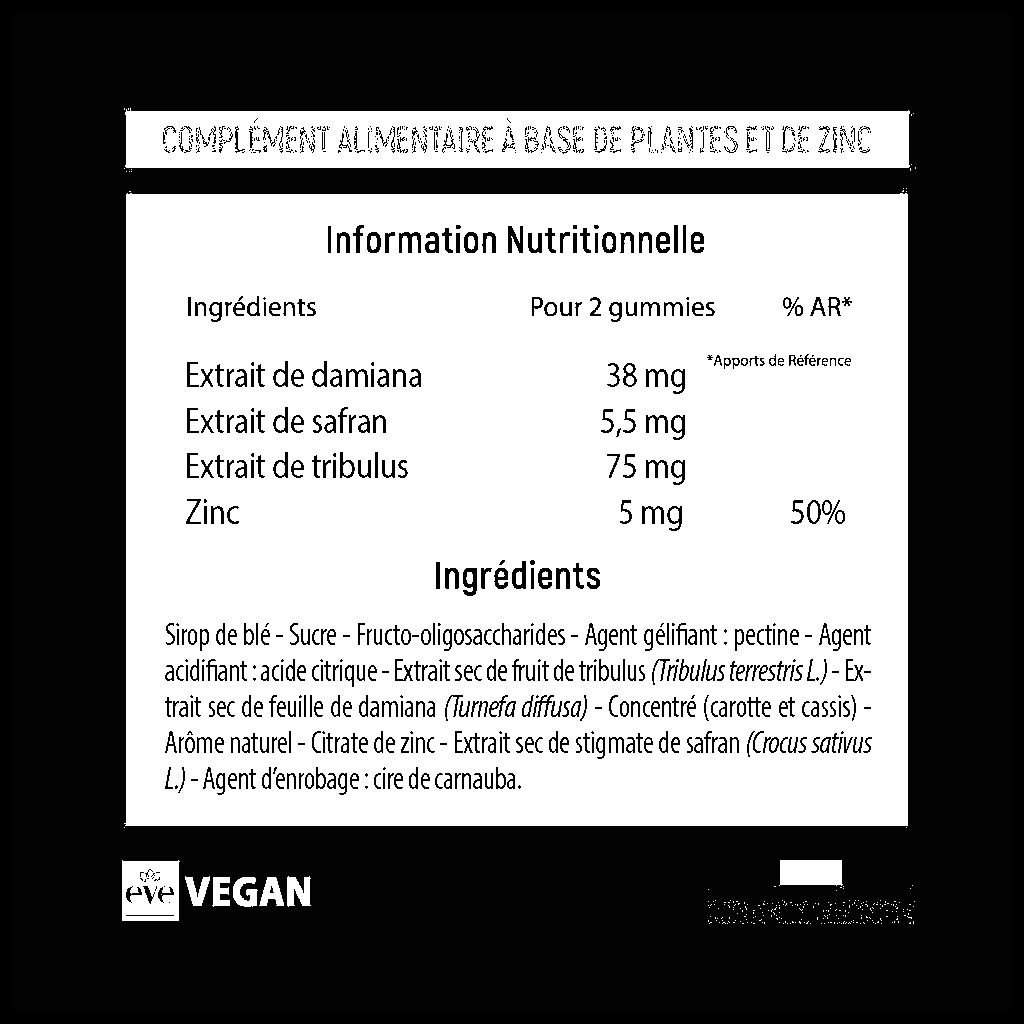 COMPLÉMENT ALIMENTAIRE À BASE DE PLANTES ET DE ZINC
Information Nutritionnelle
Ingrédients Pour 2 gummies % AR*
*Apports de Référence
Extrait de damiana 38 mg
Extrait de safran 5,5 mg
Extrait de tribulus 75 mg
Zinc 5 mg 50%
Ingrédients
Sirop de blé - Sucre - Fructo-oligosaccharides - Agent gélifiant : pectine - Agent
acidifiant : acide citrique - Extrait sec de fruit de tribulus (Tribulus terrestris L.) - Ex-
trait sec de feuille de damiana (Turnefa diffusa) - Concentré (carotte et cassis) -
Arôme naturel - Citrate de zinc - Extrait sec de stigmate de safran (Crocus sativus
L.) - Agent d’enrobage : cire de carnauba.
eve VEGAN